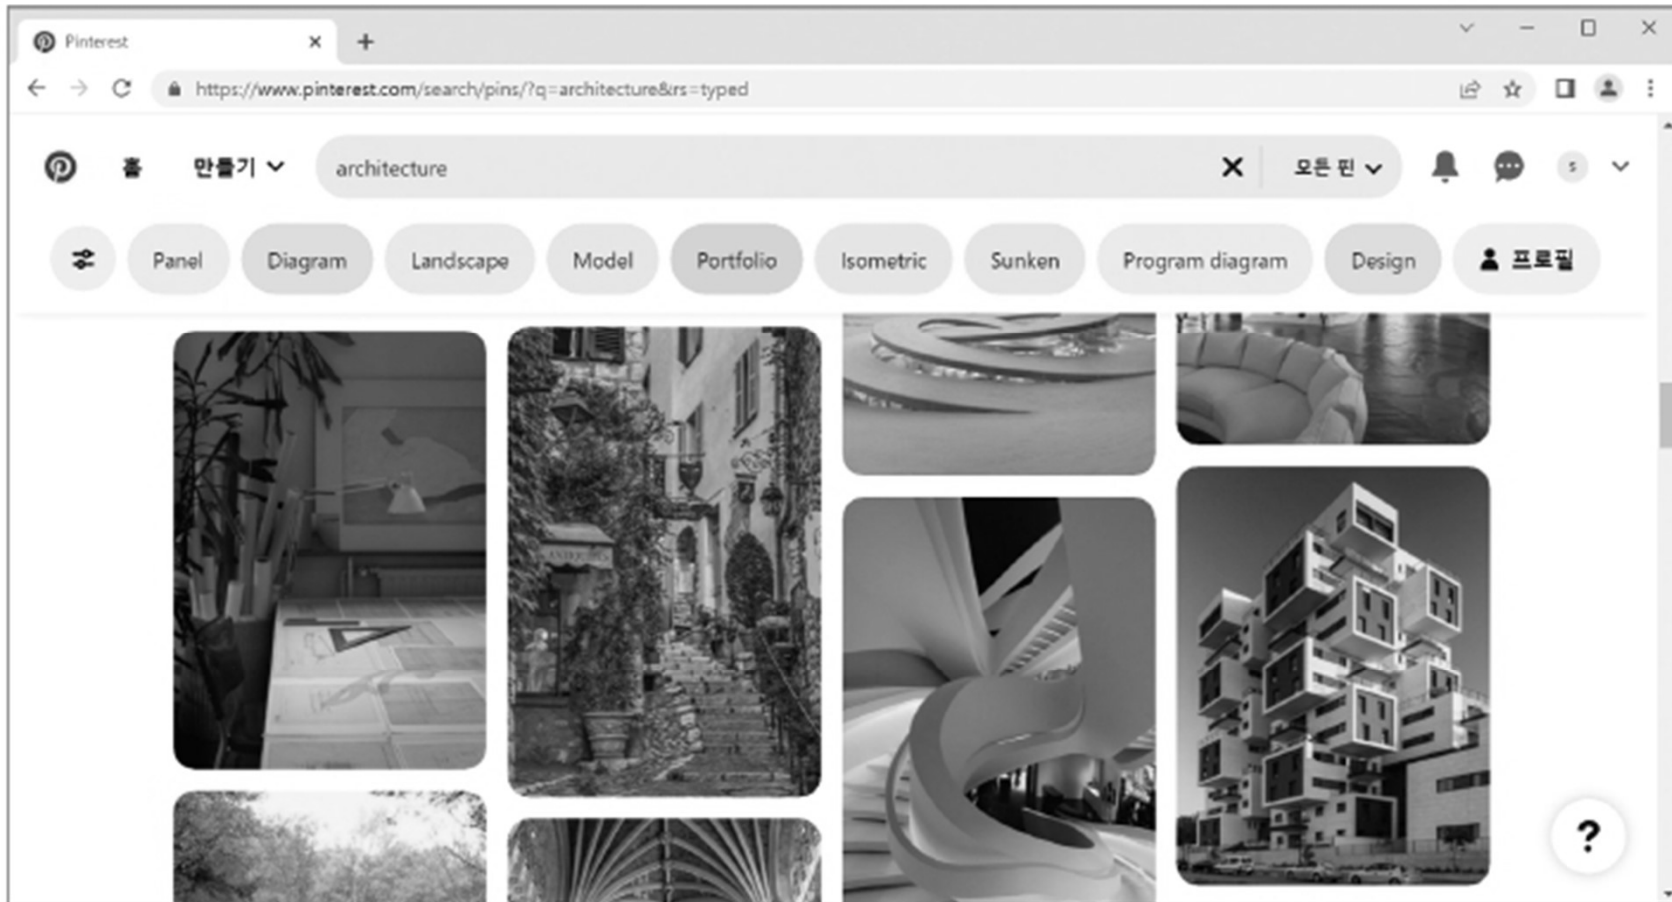 Pinterest
https://www.pinterest.com/search/pins/?q=architecture&rs=typed
홈 만들기 architecture 모든 핀 s
Panel Diagram Landscape Model Portfolio Isometric Sunken Program diagram Design 프로필
ANTIQUITES
?